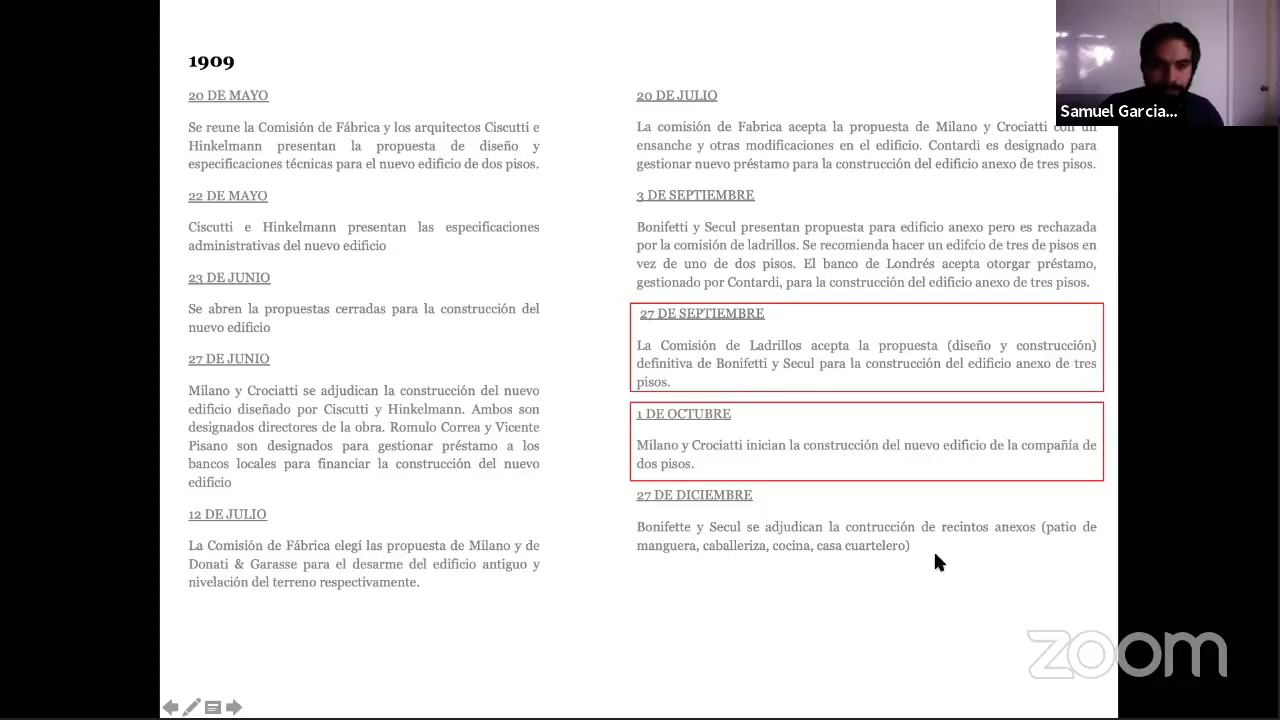 1909
20 DE MAYO
Se reune la Comisión de Fábrica y los arquitectos Ciscutti e
Hinkelmann presentan la propuesta de diseño y
especificaciones técnicas para el nuevo edificio de dos pisos.
22 DE MAYO
Ciscutti e Hinkelmann presentan las especificaciones
administrativas del nuevo edificio
23 DE JUNIO
Se abren la propuestas cerradas para la construcción del
nuevo edificio
27 DE JUNIO
Milano y Crociatti se adjudican la construcción del nuevo
edificio diseñado por Ciscutti y Hinkelmann. Ambos son
designados directores de la obra. Romulo Correa y Vicente
Pisano son designados para gestionar préstamo a los
bancos locales para financiar la construcción del nuevo
edificio
12 DE JULIO
La Comisión de Fábrica elegí las propuesta de Milano y de
Donati & Garasse para el desarme del edificio antiguo y
nivelación del terreno respectivamente.
20 DE JULIO
La comisión de Fabrica acepta la propuesta de Milano y Crociatti con un
ensanche y otras modificaciones en el edificio. Contardi es designado para
gestionar nuevo préstamo para la construcción del edificio anexo de tres pisos.
3 DE SEPTIEMBRE
Bonifetti y Secul presentan propuesta para edificio anexo pero es rechazada
por la comisión de ladrillos. Se recomienda hacer un edifcio de tres de pisos en
vez de uno de dos pisos. El banco de Londrés acepta otorgar préstamo,
gestionado por Contardi, para la construcción del edificio anexo de tres pisos.
27 DE SEPTIEMBRE
La Comisión de Ladrillos acepta la propuesta (diseño y construcción)
definitiva de Bonifetti y Secul para la construcción del edificio anexo de tres
pisos.
1 DE OCTUBRE
Milano y Crociatti inician la construcción del nuevo edificio de la compañía de
dos pisos.
27 DE DICIEMBRE
Bonifette y Secul se adjudican la contrucción de recintos anexos (patio de
manguera, caballeriza, cocina, casa cuartelero)
Samuel Garcia...
zoom